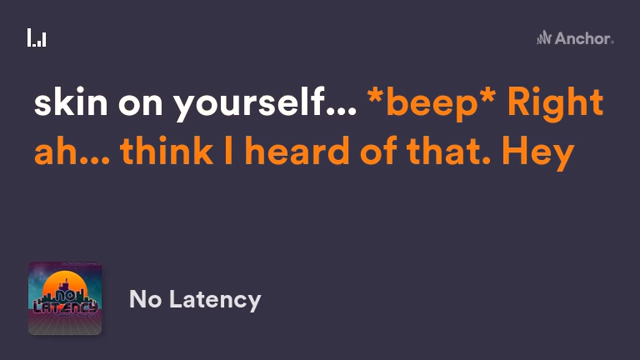 Anchor
skin on yourself... *beep* Right
ah... think I heard of that. Hey
NO
LATENCY
No Latency